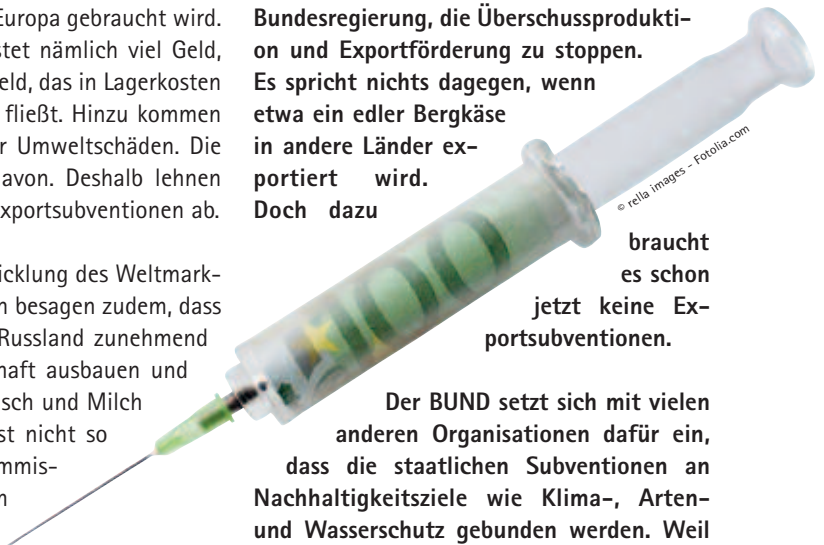 Europa gebraucht wird.
stet nämlich viel Geld,
eld, das in Lagerkosten
fließt. Hinzu kommen
r Umweltschäden. Die
avon. Deshalb lehnen
xportsubventionen ab.
icklung des Weltmark-
n besagen zudem, dass
Russland zunehmend
haft ausbauen und
isch und Milch
st nicht so
mmis-
n
Bundesregierung, die Überschussprodukti-
on und Exportförderung zu stoppen.
Es spricht nichts dagegen, wenn
etwa ein edler Bergkäse
in andere Länder ex-
portiert wird.
Doch dazu
braucht
es schon
jetzt keine Ex-
portsubventionen.
Der BUND setzt sich mit vielen
anderen Organisationen dafür ein,
dass die staatlichen Subventionen an
Nachhaltigkeitsziele wie Klima-, Arten-
und Wasserschutz gebunden werden. Weil
© rella images - Fotolia.com
100